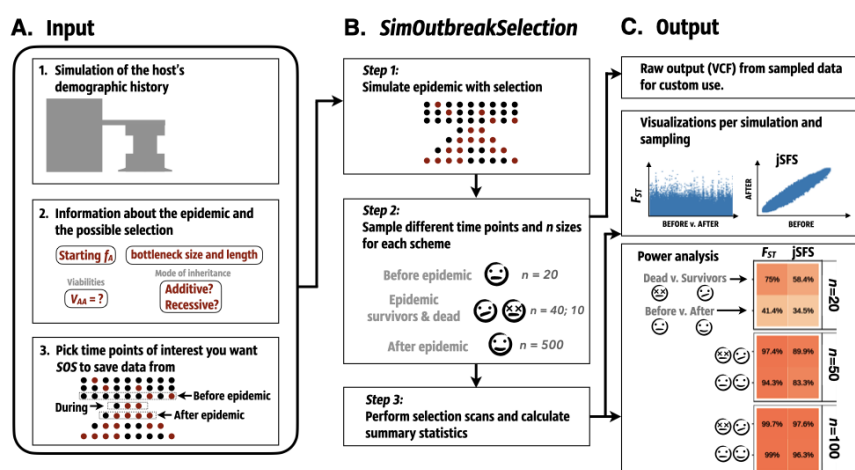 A. Input
1. Simulation of the host's
demographic history
2. Information about the epidemic and
the possible selection
Starting fA
bottleneck size and length
Viabilities
VAA = ?
Mode of inheritance
Additive?
Recessive?
3. Pick time points of interest you want
SOS to save data from
Before epidemic
During
After epidemic
B. SimOutbreakSelection
Step 1:
Simulate epidemic with selection
Step 2:
Sample different time points and n sizes
for each scheme
Before epidemic n = 20
Epidemic
survivors & dead n = 40; 10
After epidemic n = 500
Step 3:
Perform selection scans and calculate
summary statistics
C. Output
Raw output (VCF) from sampled data
for custom use.
Visualizations per simulation and
sampling
FST
BEFORE v. AFTER
jSFS
AFTER
BEFORE
Power analysis
FST jSFS
Dead v. Survivors
75% 58.4%
Before v. After
41.4% 34.5%
n=20
97.4% 89.9%
94.3% 83.3%
n=50
99.7% 97.6%
99% 96.3%
n=100